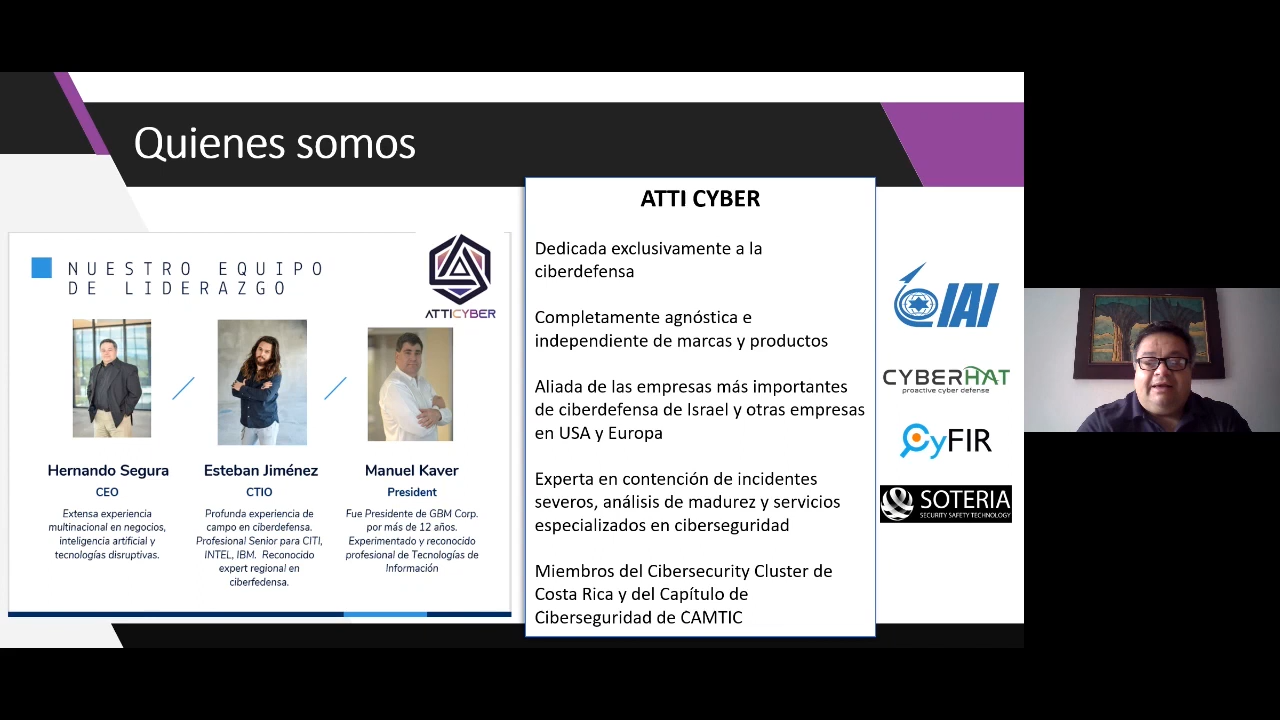 Quienes somos
NUESTRO EQUIPO
DE LIDERAZGO
ATTICYBER
Hernando Segura
CEO
Extensa experiencia
multinacional en negocios,
inteligencia artificial y
tecnologías disruptivas.
Esteban Jiménez
CTIO
Profunda experiencia de
campo en ciberdefensa.
Profesional Senior para CITI,
INTEL, IBM. Reconocido
expert regional en
ciberfedensa.
Manuel Kaver
President
Fue Presidente de GBM Corp.
por más de 12 años.
Experimentado y reconocido
profesional de Tecnologías de
Información
ATTI CYBER
Dedicada exclusivamente a la
ciberdefensa
Completamente agnóstica e
independiente de marcas y productos
Aliada de las empresas más importantes
de ciberdefensa de Israel y otras empresas
en USA y Europa
Experta en contención de incidentes
severos, análisis de madurez y servicios
especializados en ciberseguridad
Miembros del Cibersecurity Cluster de
Costa Rica y del Capítulo de
Ciberseguridad de CAMTIC
IAI
CYBERHAT
proactive cyber defense
CyFIR
SOTERIA
SECURITY SAFETY TECHNOLOGY